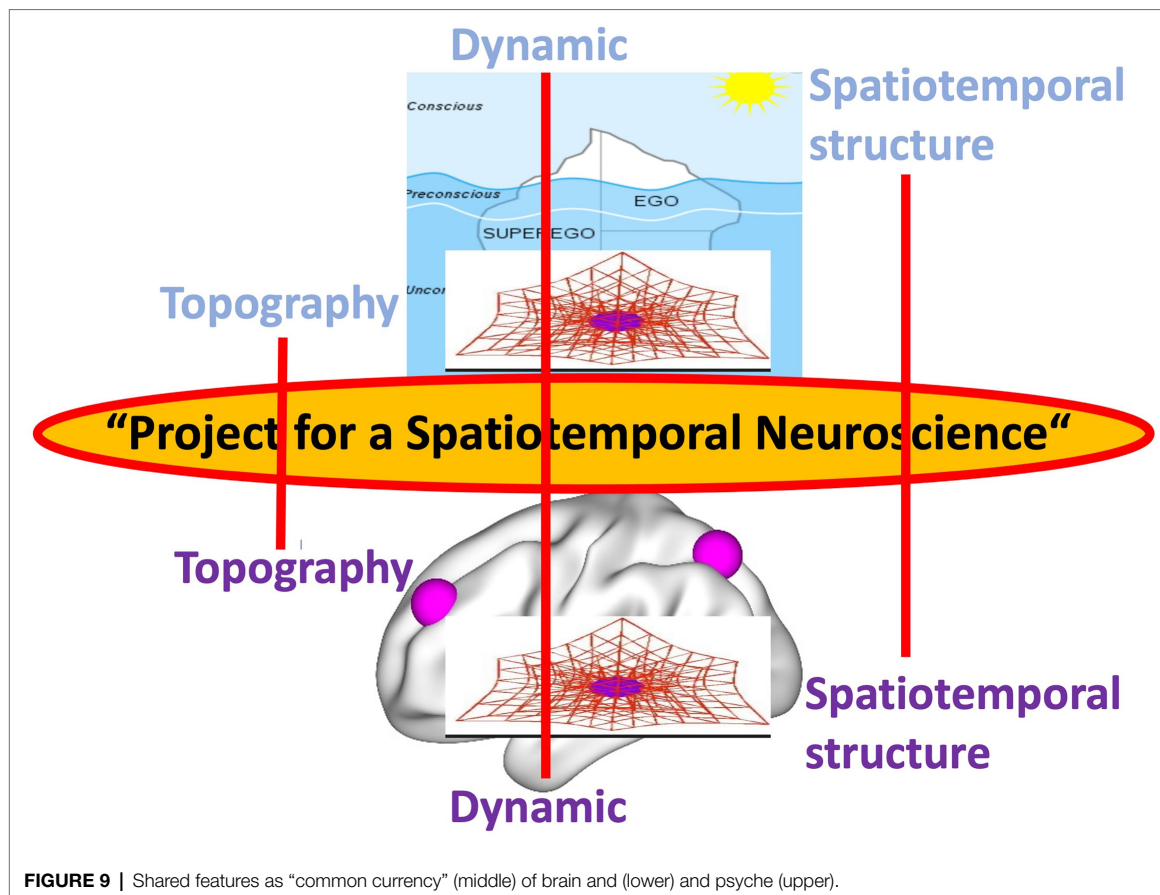 Dynamic
Spatiotemporal
structure
Conscious
Preconscious
EGO
SUPEREGO
Uncon
Topography
“Project for a Spatiotemporal Neuroscience“
Topography
Spatiotemporal
structure
Dynamic
FIGURE 9 | Shared features as “common currency” (middle) of brain and (lower) and psyche (upper).